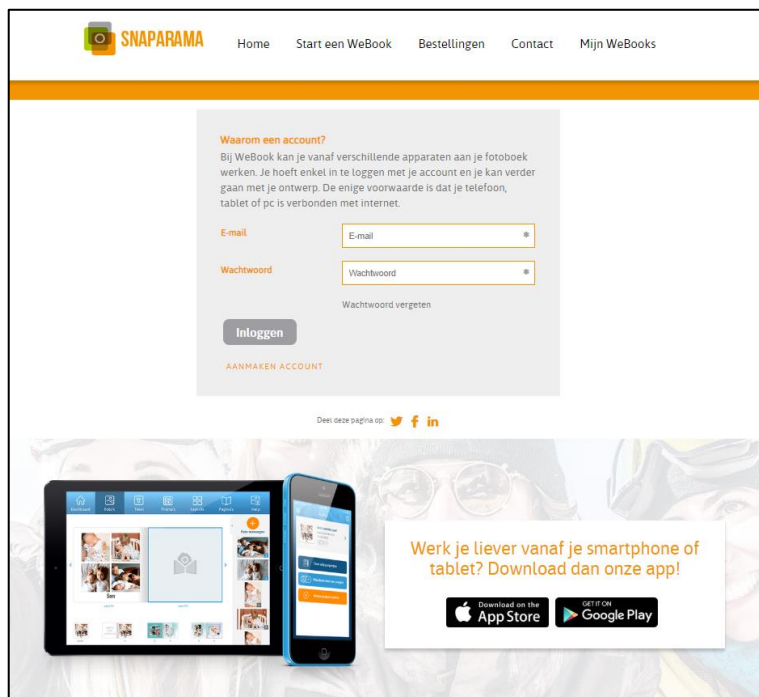 SNAPARAMA
Home Start een WeBook Bestellingen Contact Mijn WeBooks
Waarom een account?
Bij WeBook kan je vanaf verschillende apparaten aan je fotoboek
werken. Je hoeft enkel in te loggen met je account en je kan verder
gaan met je ontwerp. De enige voorwaarde is dat je telefoon,
tablet of pc is verbonden met internet.
E-mail E-mail *
Wachtwoord Wachtwoord *
Wachtwoord vergeten
Inloggen
AANMAKEN ACCOUNT
Deel deze pagina op:
Werk je liever vanaf je smartphone of
tablet? Download dan onze app!
Download on the
App Store
GET IT ON
Google Play